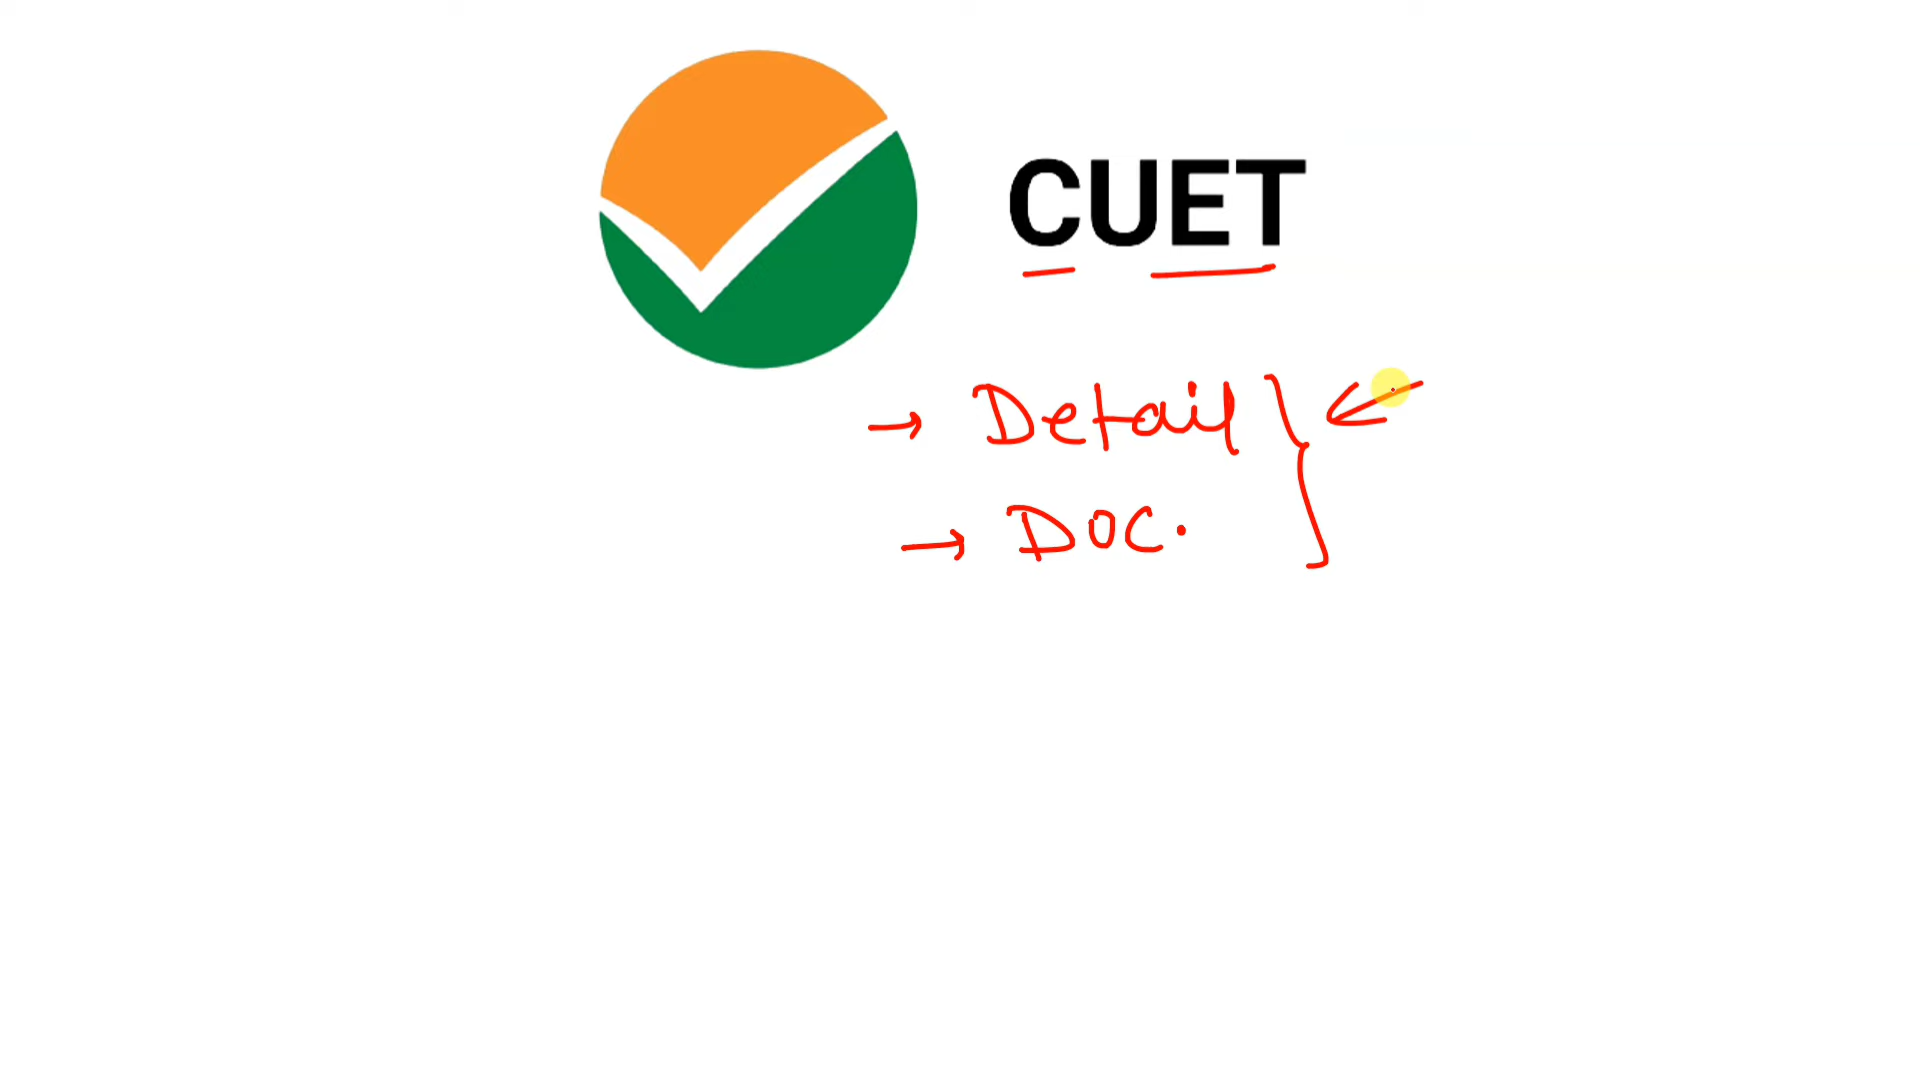 CUET
→ Detail
→ DOC.